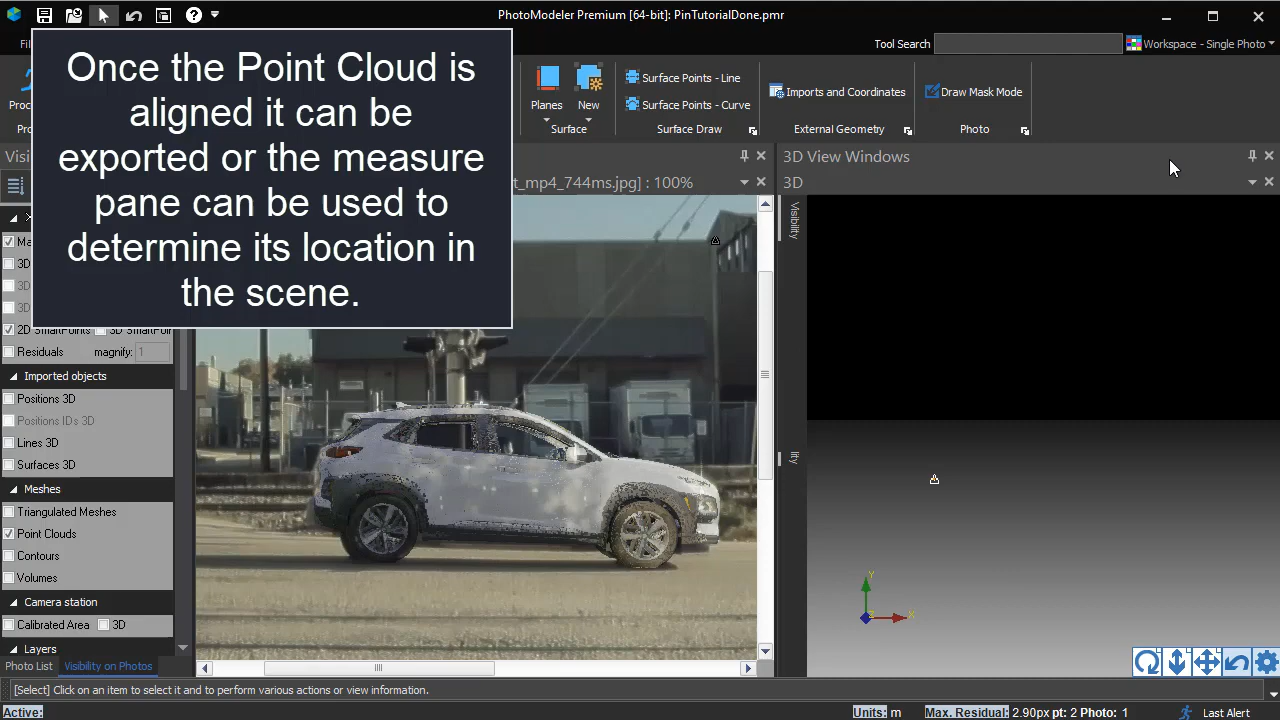 PhotoModeler Premium [64-bit]: PinTutorialDone.pmr
Tool Search
Workspace - Single Photo
Once the Point Cloud is
aligned it can be
exported or the measure
pane can be used to
determine its location in
the scene.
Planes
New
Surface
Surface Points - Line
Surface Points - Curve
Surface Draw
Imports and Coordinates
External Geometry
Draw Mask Mode
Photo
t_mp4_744ms.jpg] : 100%
3D View Windows
3D
Visibility
lity
2D SmartPoints
3D SmartPoin
Residuals
magnify: 1
Imported objects
Positions 3D
Positions IDs 3D
Lines 3D
Surfaces 3D
Meshes
Triangulated Meshes
Point Clouds
Contours
Volumes
Camera station
Calibrated Area
3D
Layers
Photo List
Visibility on Photos
Y
X
[Select] Click on an item to select it and to perform various actions or view information.
Active:
Units: m
Max. Residual: 2.90px pt: 2 Photo: 1
Last Alert